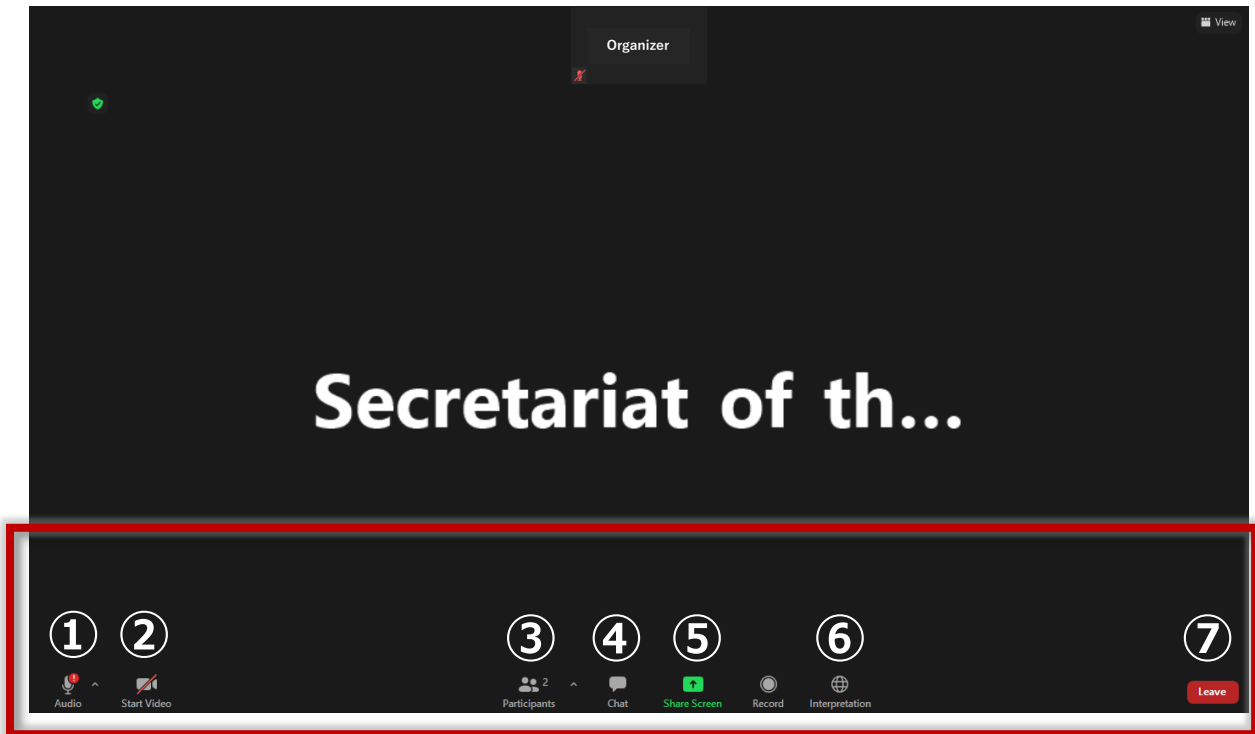 View
Organizer
Secretariat of th...
① ② ③ ④ ⑤ ⑥ ⑦
! 2
Audio Start Video Participants Chat Share Screen Record Interpretation Leave